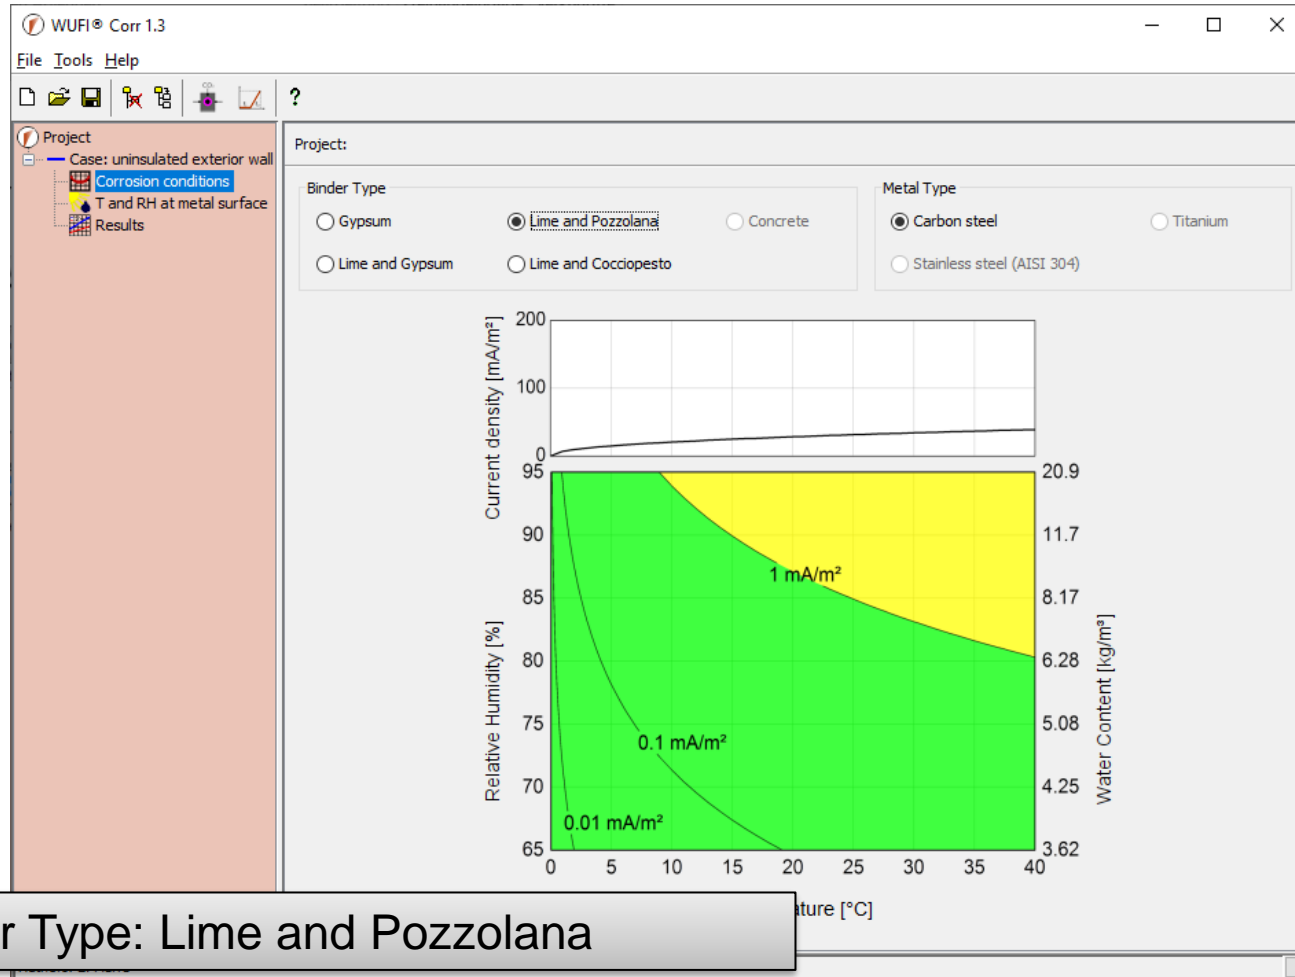 WUFI® Corr 1.3
File Tools Help
CO₂
?
Project
Case: uninsulated exterior wall
Corrosion conditions
T and RH at metal surface
Results
Project:
Binder Type
Metal Type
Gypsum
Lime and Pozzolana
Concrete
Carbon steel
Titanium
Lime and Gypsum
Lime and Cocciopesto
Stainless steel (AISI 304)
Current density [mA/m²]
200
100
0
Relative Humidity [%]
95
90
85
80
75
70
65
1 mA/m²
0.1 mA/m²
0.01 mA/m²
20.9
11.7
8.17
6.28
5.08
4.25
3.62
Water Content [kg/m³]
0 5 10 15 20 25 30 35 40
ature [°C]
r Type: Lime and Pozzolana